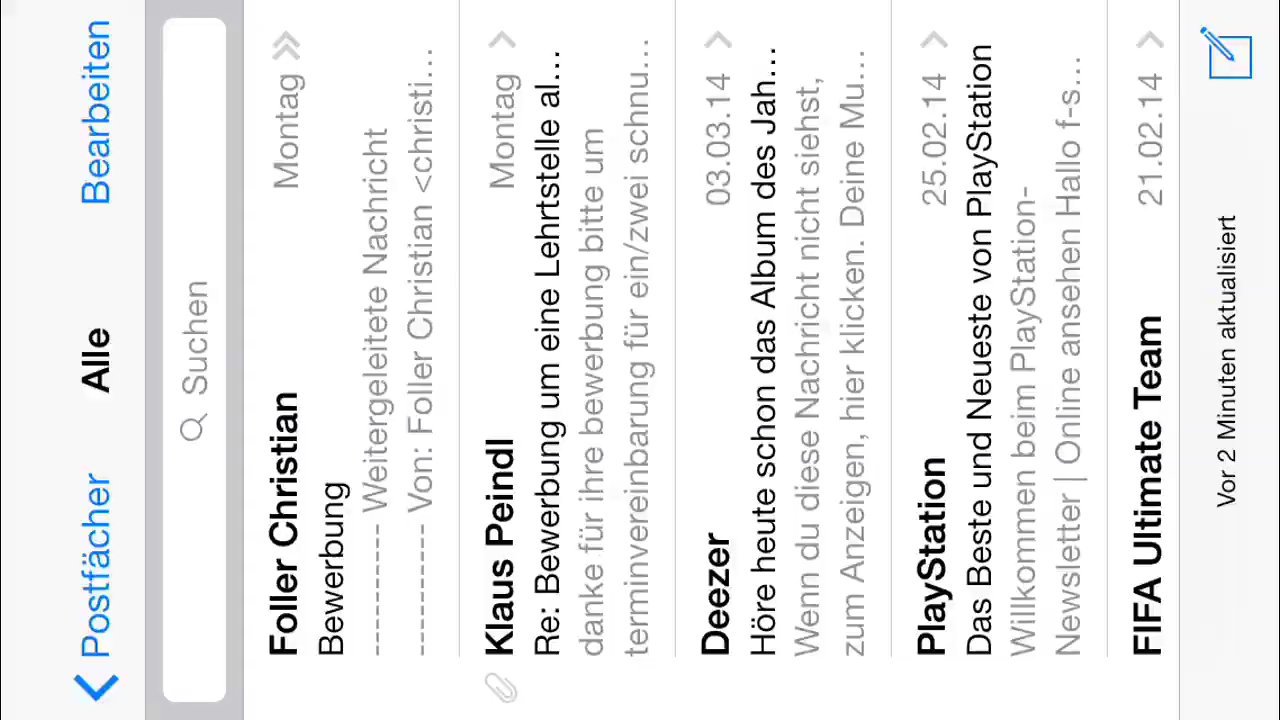 Postfächer Alle Bearbeiten
Suchen
Foller Christian Montag
Bewerbung
---------- Weitergeleitete Nachricht
---------- Von: Foller Christian <christi...
Klaus Peindl Montag
Re: Bewerbung um eine Lehrtstelle al...
danke für ihre bewerbung bitte um
terminvereinbarung für ein/zwei schnu...
Deezer 03.03.14
Höre heute schon das Album des Jah...
Wenn du diese Nachricht nicht siehst,
zum Anzeigen, hier klicken. Deine Mu...
PlayStation 25.02.14
Das Beste und Neueste von PlayStation
Willkommen beim PlayStation-
Newsletter | Online ansehen Hallo f-s...
FIFA Ultimate Team 21.02.14
Vor 2 Minuten aktualisiert